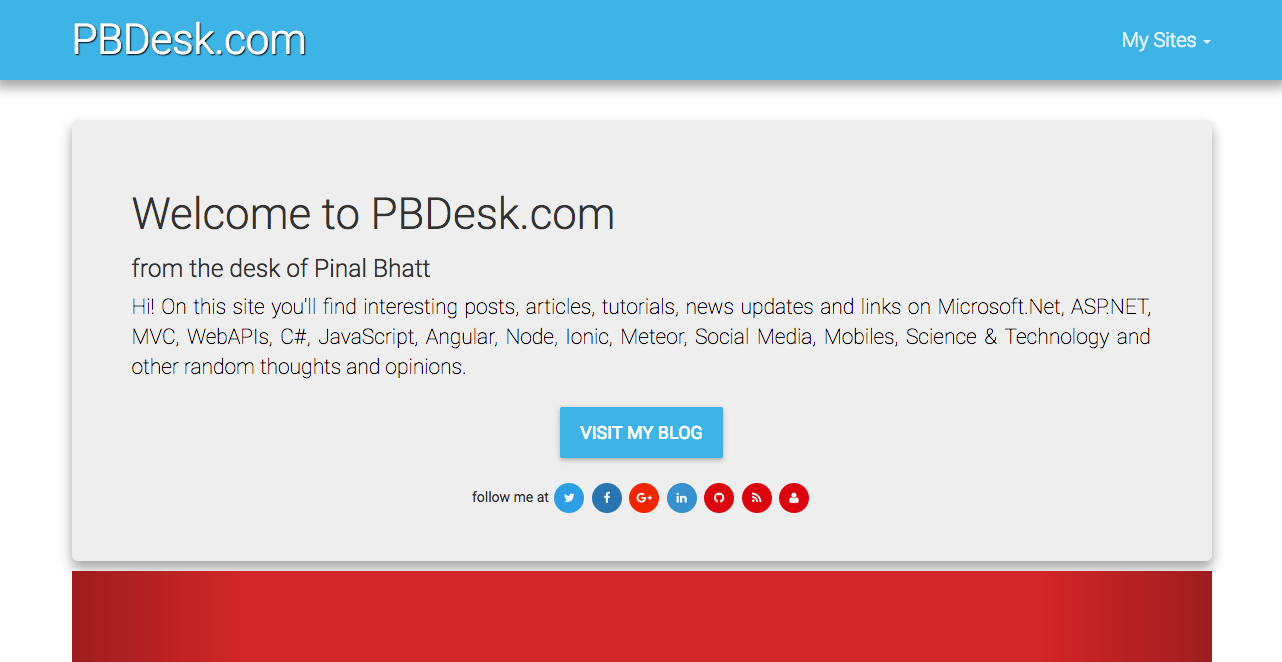 PBDesk.com
My Sites
Welcome to PBDesk.com
from the desk of Pinal Bhatt
Hi! On this site you'll find interesting posts, articles, tutorials, news updates and links on Microsoft.Net, ASP.NET,
MVC, WebAPIs, C#, JavaScript, Angular, Node, Ionic, Meteor, Social Media, Mobiles, Science & Technology and
other random thoughts and opinions.
VISIT MY BLOG
follow me at